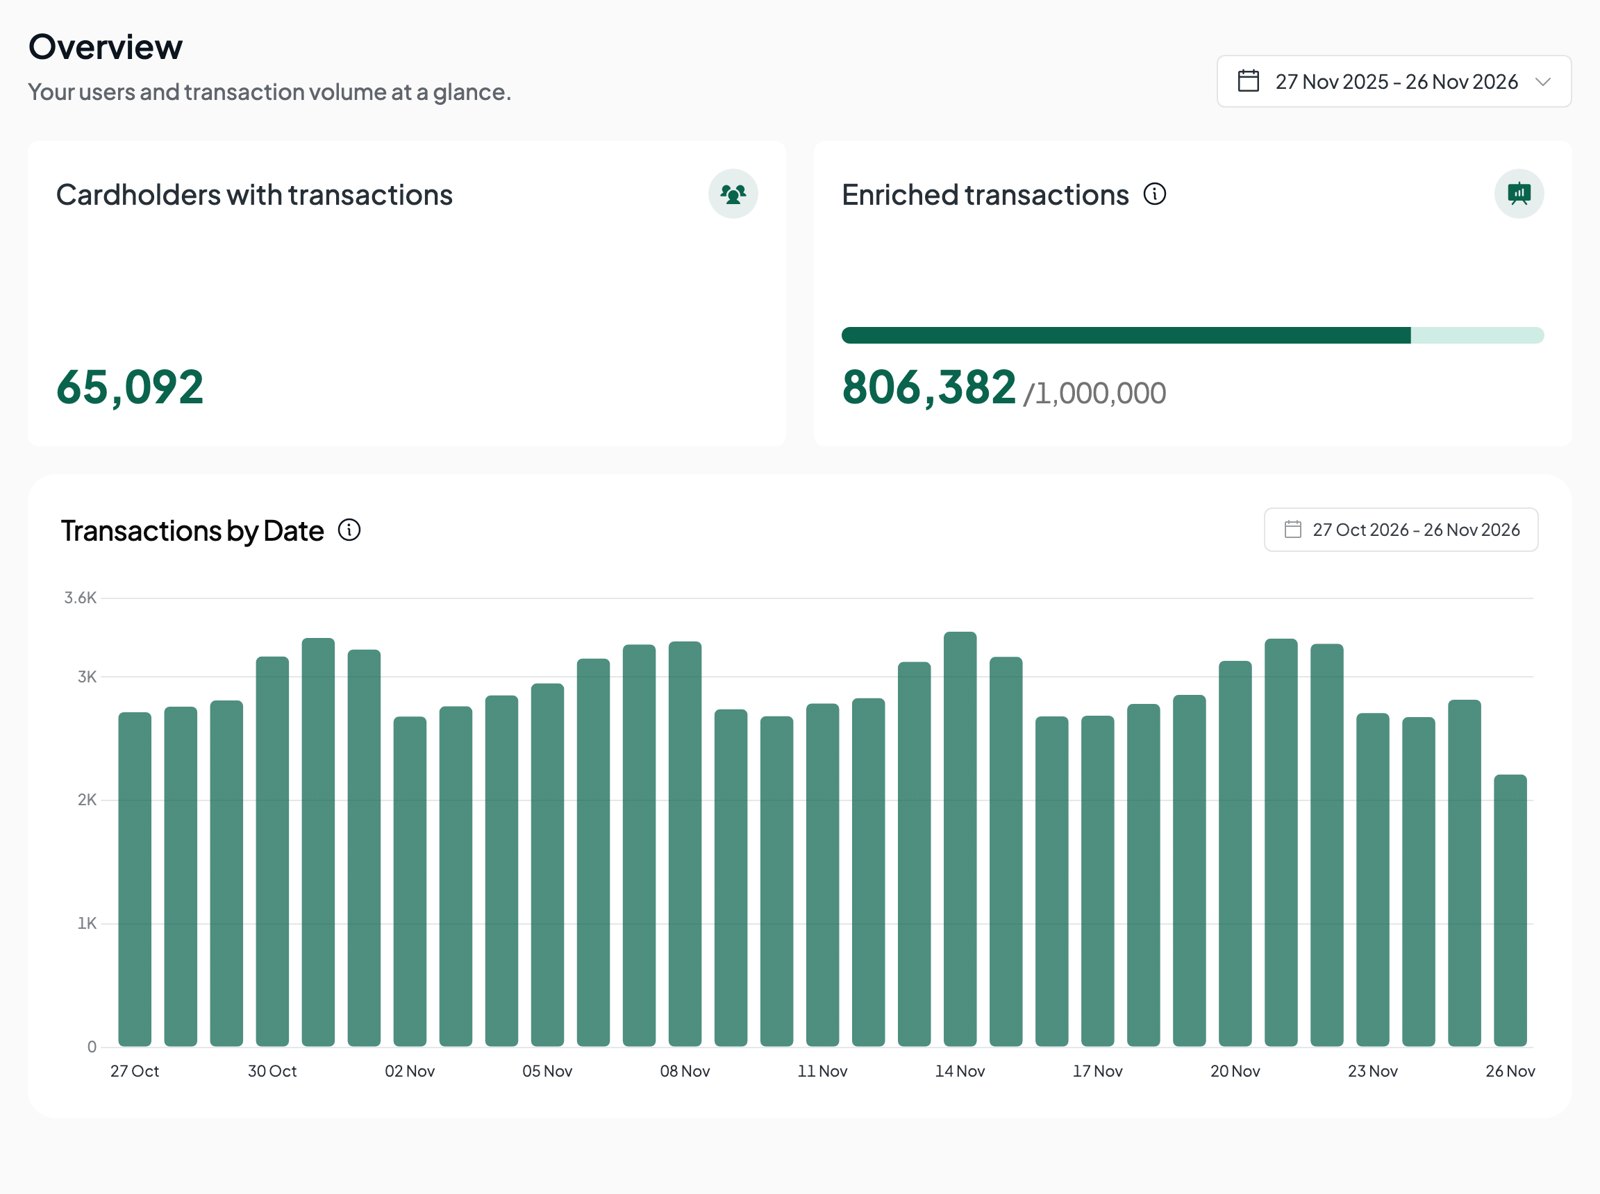 Overview
Your users and transaction volume at a glance.
27 Nov 2025 - 26 Nov 2026
Cardholders with transactions
65,092
Enriched transactions
806,382 /1,000,000
Transactions by Date
27 Oct 2026 - 26 Nov 2026
3.6K
3K
2K
1K
0
27 Oct 30 Oct 02 Nov 05 Nov 08 Nov 11 Nov 14 Nov 17 Nov 20 Nov 23 Nov 26 Nov